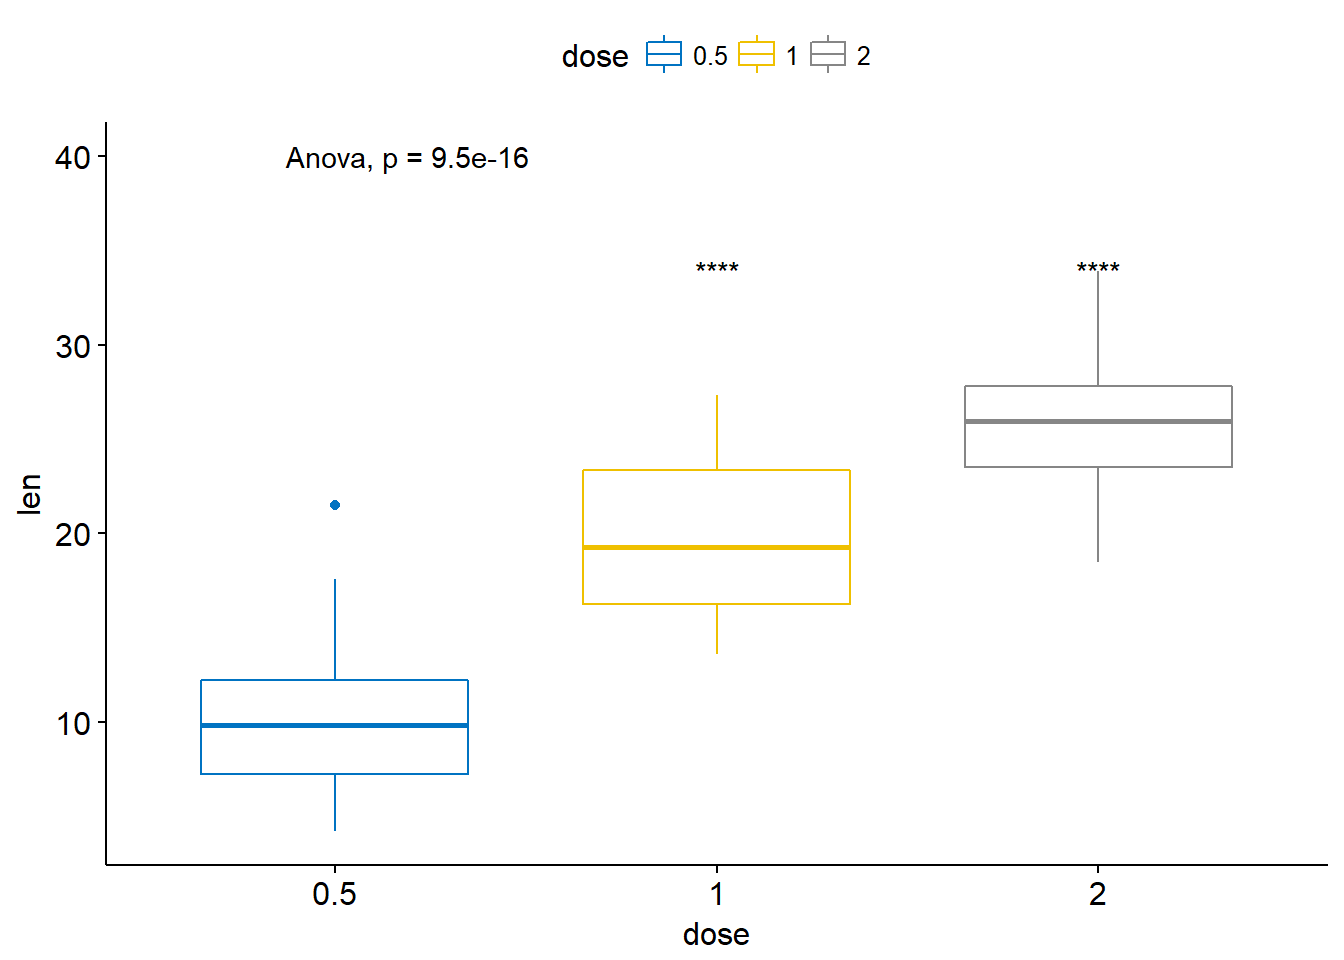 dose 0.5 1 2
40
Anova, p = 9.5e-16
**** ****
30
len
20
10
0.5 1 2
dose